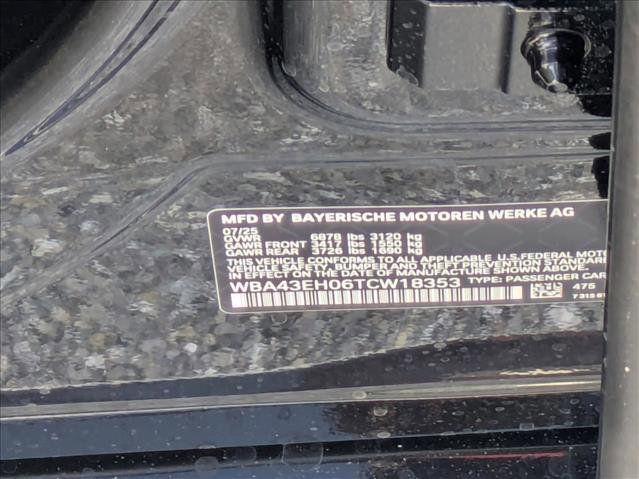 MFD BY BAYERISCHE MOTOREN WERKE AG
07/25
GVWR 6878 lbs 3120 kg
GAWR FRONT 3417 lbs 1550 kg
GAWR REAR 3726 lbs 1690 kg
THIS VEHICLE CONFORMS TO ALL APPLICABLE U.S. FEDERAL MOT
VEHICLE SAFETY, BUMPER, AND THEFT PREVENTION STANDARD
IN EFFECT ON THE DATE OF MANUFACTURE SHOWN ABOVE.
WBA43EH06TCW18353 TYPE: PASSENGER CAR
475